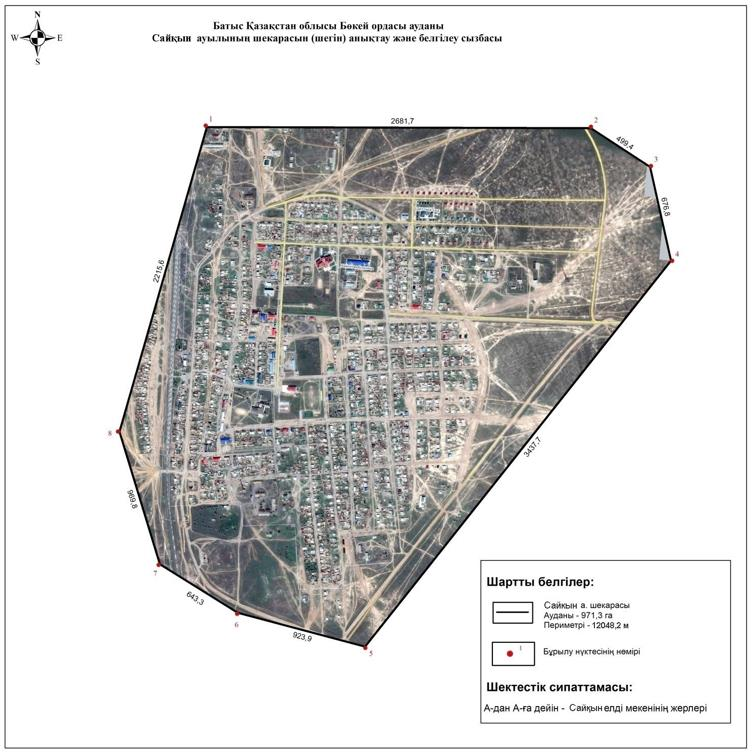 Батыс Қазақстан облысы Бөкей ордасы ауданы
Сайқын ауылының шекарасын (шегін) анықтау және белгілеу сызбасы
N
W E
S
1
2681,7
2
499,4
3
676,8
4
2215,6
3437,7
8
969,8
7
643,3
6
923,9
5
Шартты белгілер:
Сайқын а. шекарасы
Ауданы - 971,3 га
Периметрі - 12048,2 м
1
Бұрылу нүктесінің нөмірі
Шектестік сипаттамасы:
А-дан А-ға дейін - Сайқын елді мекенінің жерлері